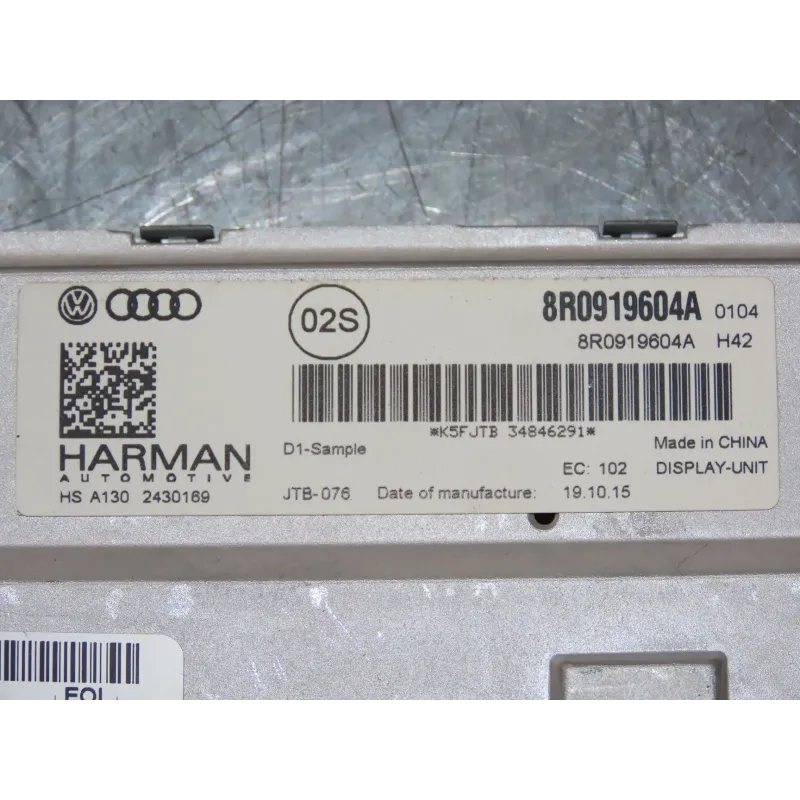 02S
8R0919604A 0104
8R0919604A H42
*K5FJTB 34846291*
HARMAN
AUTOMOTIVE
D1-Sample
Made in CHINA
EC: 102 DISPLAY-UNIT
HS A130 2430169
JTB-076 Date of manufacture: 19.10.15